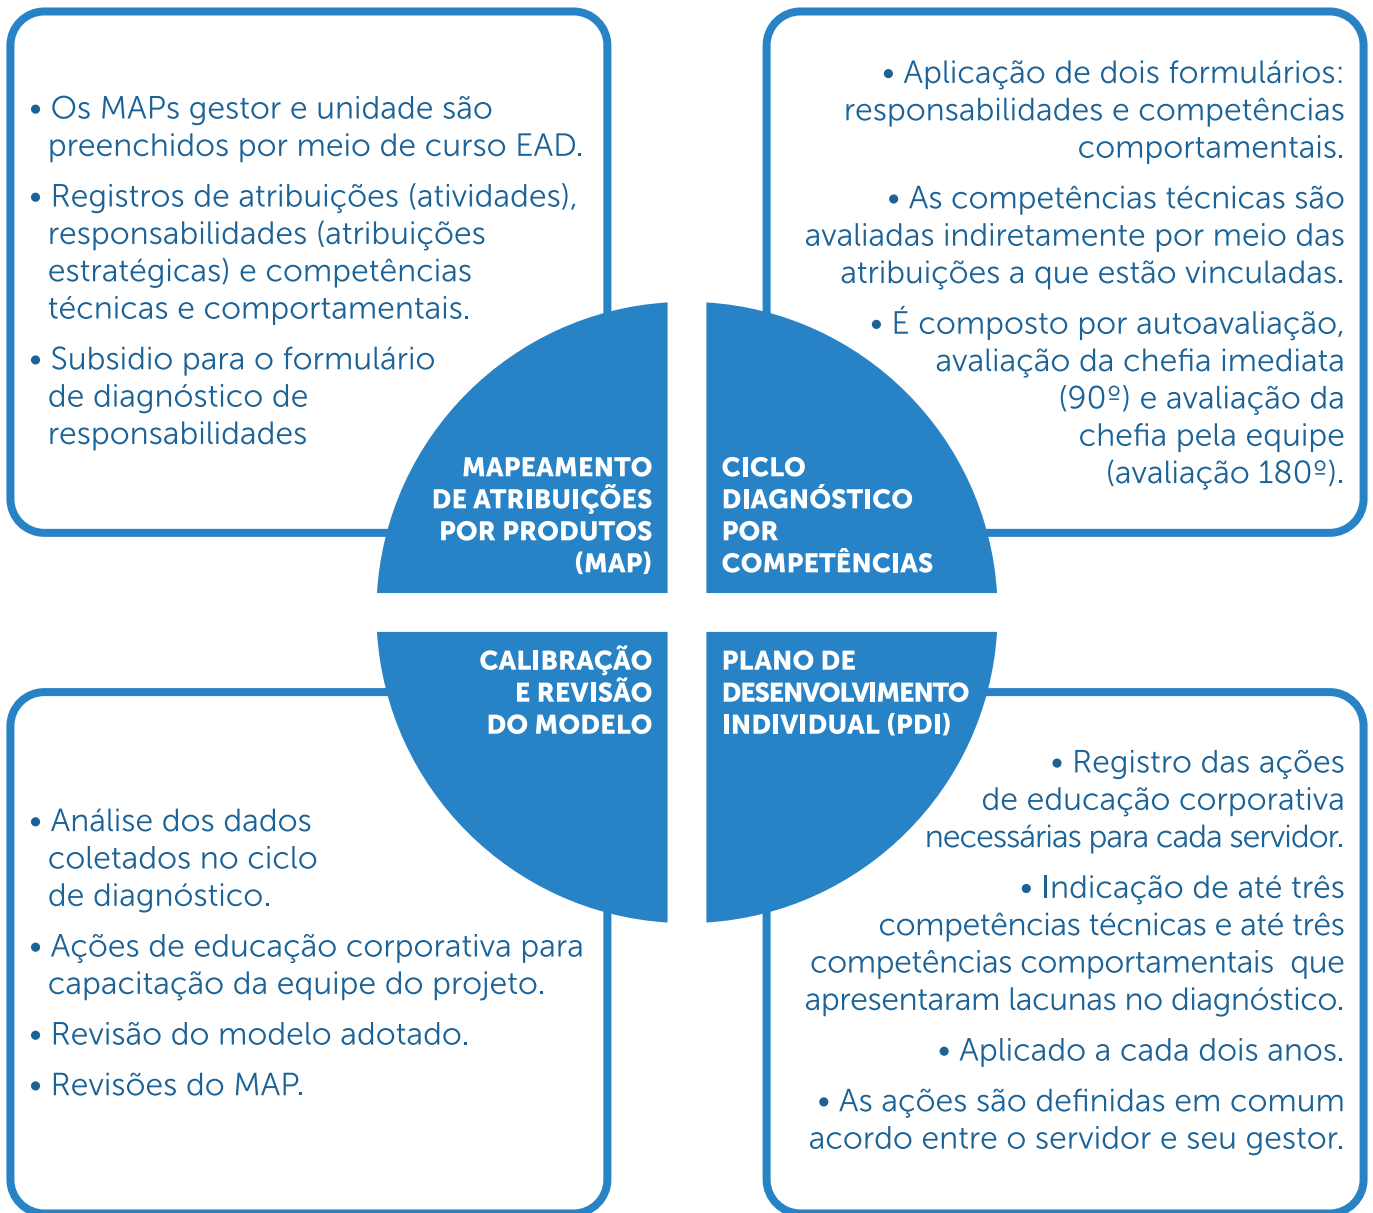 • Os MAPs gestor e unidade são
preenchidos por meio de curso EAD.
• Registros de atribuições (atividades),
responsabilidades (atribuições
estratégicas) e competências
técnicas e comportamentais.
• Subsidio para o formulário
de diagnóstico de
responsabilidades
MAPEAMENTO
DE ATRIBUIÇÕES
POR PRODUTOS
(MAP)
• Aplicação de dois formulários:
responsabilidades e competências
comportamentais.
• As competências técnicas são
avaliadas indiretamente por meio das
atribuições a que estão vinculadas.
• É composto por autoavaliação,
avaliação da chefia imediata
(90º) e avaliação da
chefia pela equipe
(avaliação 180º).
CICLO
DIAGNÓSTICO
POR
COMPETÊNCIAS
CALIBRAÇÃO
E REVISÃO
DO MODELO
• Análise dos dados
coletados no ciclo
de diagnóstico.
• Ações de educação corporativa para
capacitação da equipe do projeto.
• Revisão do modelo adotado.
• Revisões do MAP.
PLANO DE
DESENVOLVIMENTO
INDIVIDUAL (PDI)
• Registro das ações
de educação corporativa
necessárias para cada servidor.
• Indicação de até três
competências técnicas e até três
competências comportamentais que
apresentaram lacunas no diagnóstico.
• Aplicado a cada dois anos.
• As ações são definidas em comum
acordo entre o servidor e seu gestor.